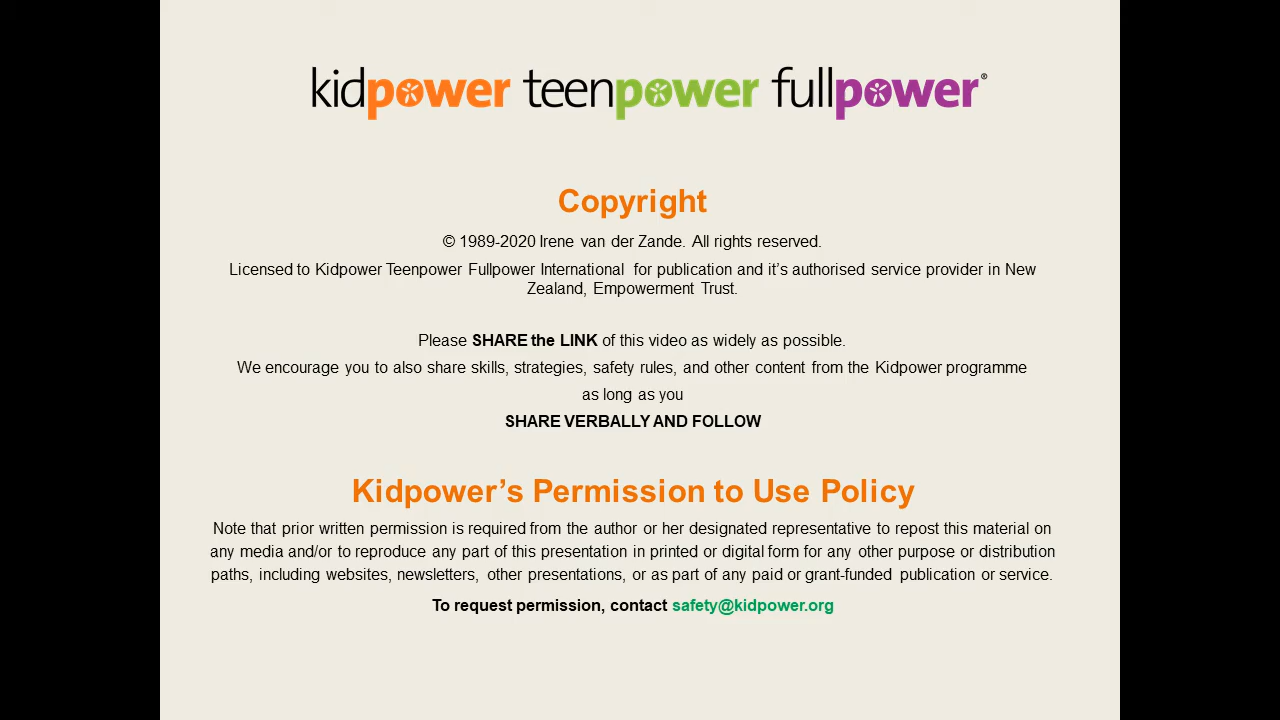 kidpower teenpower fullpower®
Copyright
© 1989-2020 Irene van der Zande. All rights reserved.
Licensed to Kidpower Teenpower Fullpower International for publication and it’s authorised service provider in New
Zealand, Empowerment Trust.
Please SHARE the LINK of this video as widely as possible.
We encourage you to also share skills, strategies, safety rules, and other content from the Kidpower programme
as long as you
SHARE VERBALLY AND FOLLOW
Kidpower’s Permission to Use Policy
Note that prior written permission is required from the author or her designated representative to repost this material on
any media and/or to reproduce any part of this presentation in printed or digital form for any other purpose or distribution
paths, including websites, newsletters, other presentations, or as part of any paid or grant-funded publication or service.
To request permission, contact safety@kidpower.org